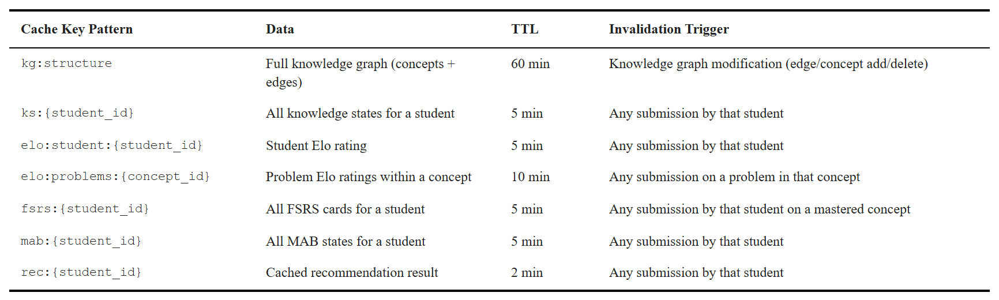 Cache Key Pattern Data TTL Invalidation Trigger
kg:structure Full knowledge graph (concepts + 60 min Knowledge graph modification (edge/concept add/delete)
edges)
ks:{student_id} All knowledge states for a student 5 min Any submission by that student
elo:student:{student_id} Student Elo rating 5 min Any submission by that student
elo:problems:{concept_id} Problem Elo ratings within a concept 10 min Any submission on a problem in that concept
fsrs:{student_id} All FSRS cards for a student 5 min Any submission by that student on a mastered concept
mab:{student_id} All MAB states for a student 5 min Any submission by that student
rec:{student_id} Cached recommendation result 2 min Any submission by that student